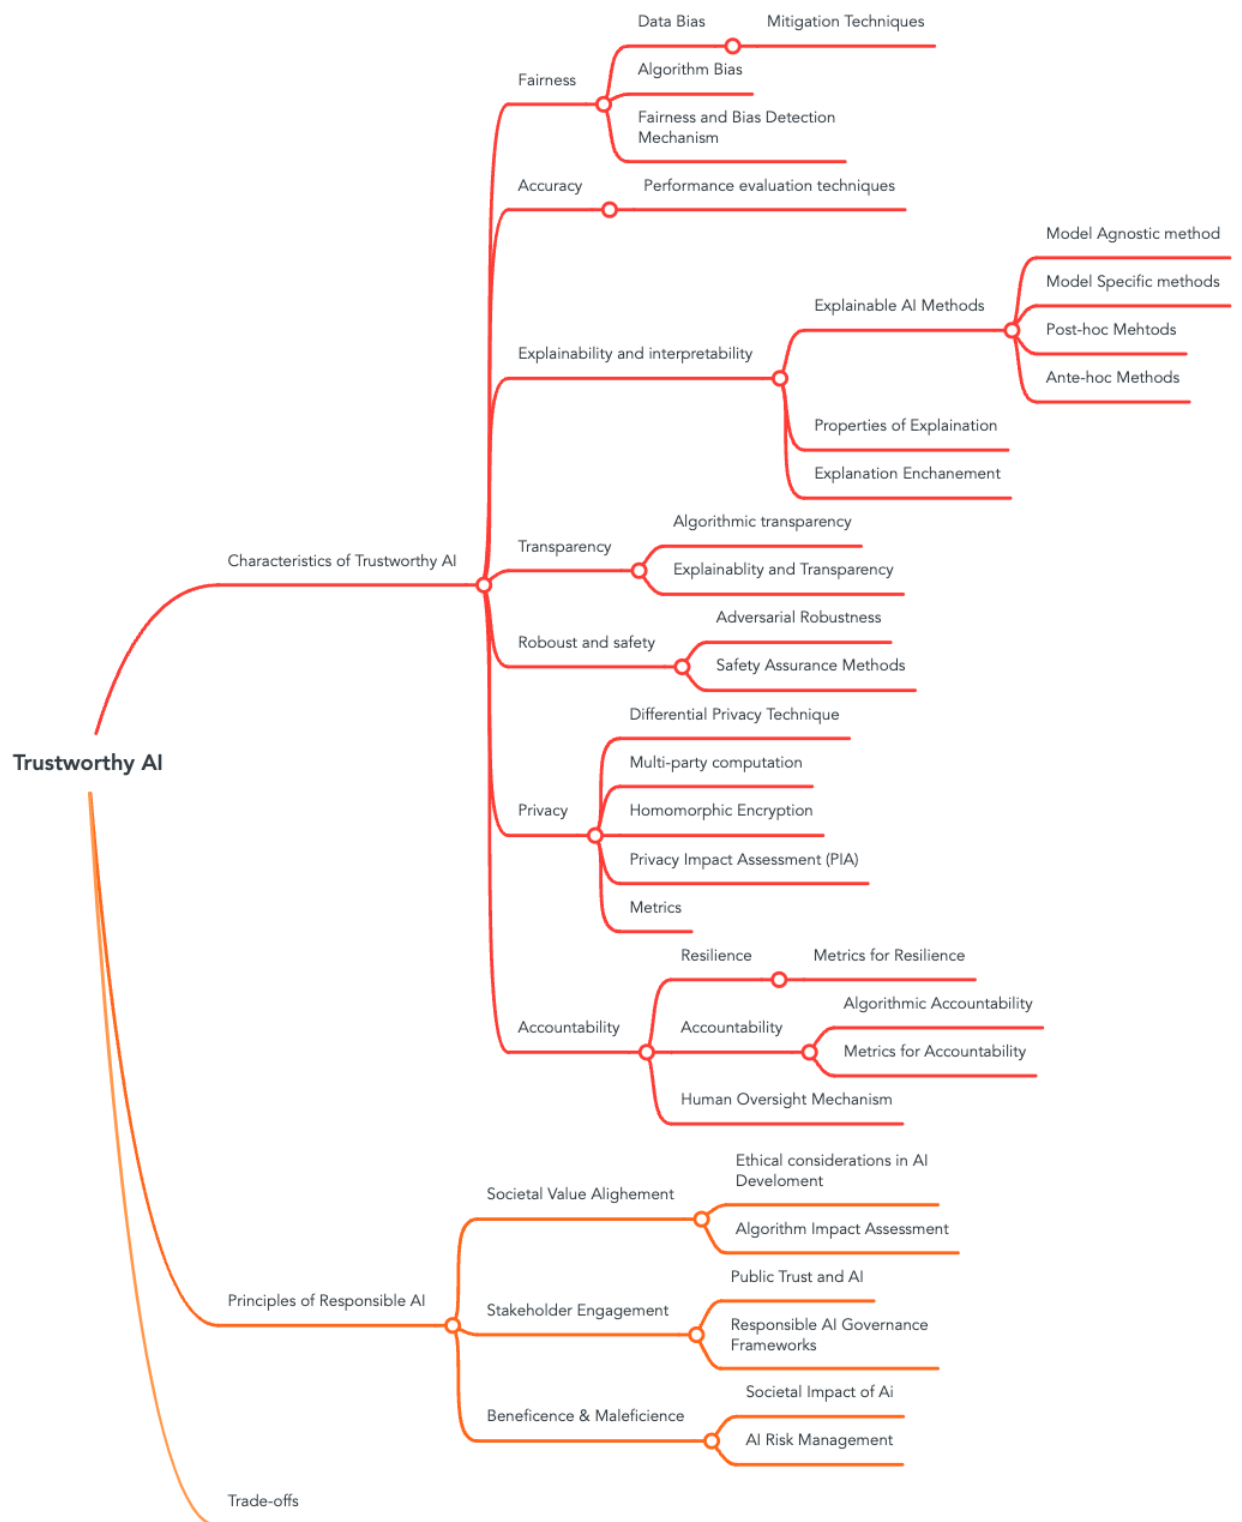 Data Bias
Mitigation Techniques
Algorithm Bias
Fairness
Fairness and Bias Detection
Mechanism
Accuracy
Performance evaluation techniques
Model Agnostic method
Model Specific methods
Explainable AI Methods
Post-hoc Mehtods
Explainability and interpretability
Ante-hoc Methods
Properties of Explaination
Explanation Enchanement
Algorithmic transparency
Transparency
Characteristics of Trustworthy AI
Explainablity and Transparency
Adversarial Robustness
Roboust and safety
Safety Assurance Methods
Differential Privacy Technique
Trustworthy AI
Multi-party computation
Privacy
Homomorphic Encryption
Privacy Impact Assessment (PIA)
Metrics
Resilience
Metrics for Resilience
Algorithmic Accountability
Accountability
Accountability
Metrics for Accountability
Human Oversight Mechanism
Ethical considerations in AI
Develoment
Societal Value Alighement
Algorithm Impact Assessment
Public Trust and AI
Principles of Responsible AI
Stakeholder Engagement
Responsible AI Governance
Frameworks
Societal Impact of Ai
Beneficence & Maleficience
AI Risk Management
Trade-offs